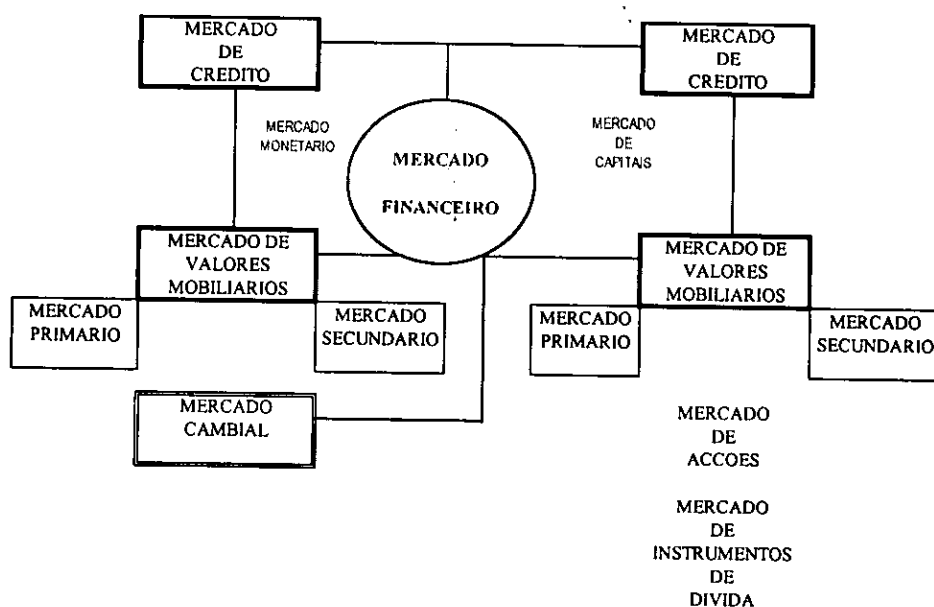 MERCADO
DE
CREDITO
MERCADO
DE
CREDITO
MERCADO
MONETARIO
MERCADO
DE
CAPITAIS
MERCADO
FINANCEIRO
MERCADO DE
VALORES
MOBILIARIOS
MERCADO DE
VALORES
MOBILIARIOS
MERCADO
PRIMARIO
MERCADO
SECUNDARIO
MERCADO
PRIMARIO
MERCADO
SECUNDARIO
MERCADO
CAMBIAL
MERCADO
DE
ACCOES
MERCADO
DE
INSTRUMENTOS
DE
DIVIDA